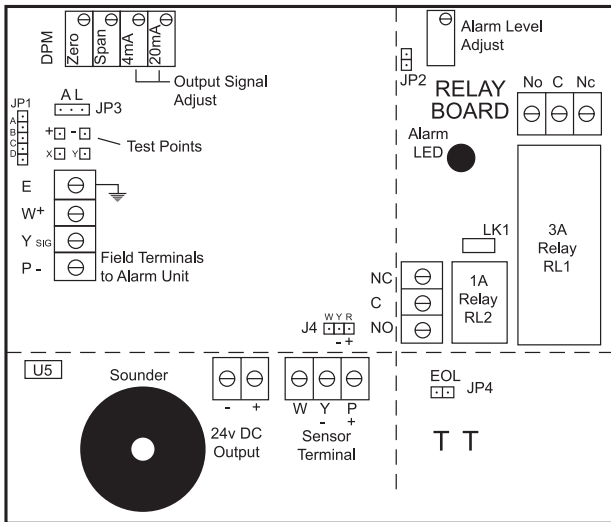 DPM
Zero
Span
4mA
20mA
Output Signal
Adjust
Alarm Level
Adjust
JP2
RELAY
BOARD
No C Nc
JP1
A
B
C
D
A L
JP3
+ -
X Y
Test Points
Alarm
LED
E
W+
Y SIG
P -
Field Terminals
to Alarm Unit
LK1
3A
Relay
RL1
1A
Relay
RL2
NC
C
NO
J4
W Y R
- +
U5
Sounder
- +
24v DC
Output
W Y P
- +
Sensor
Terminal
EOL
JP4
T T